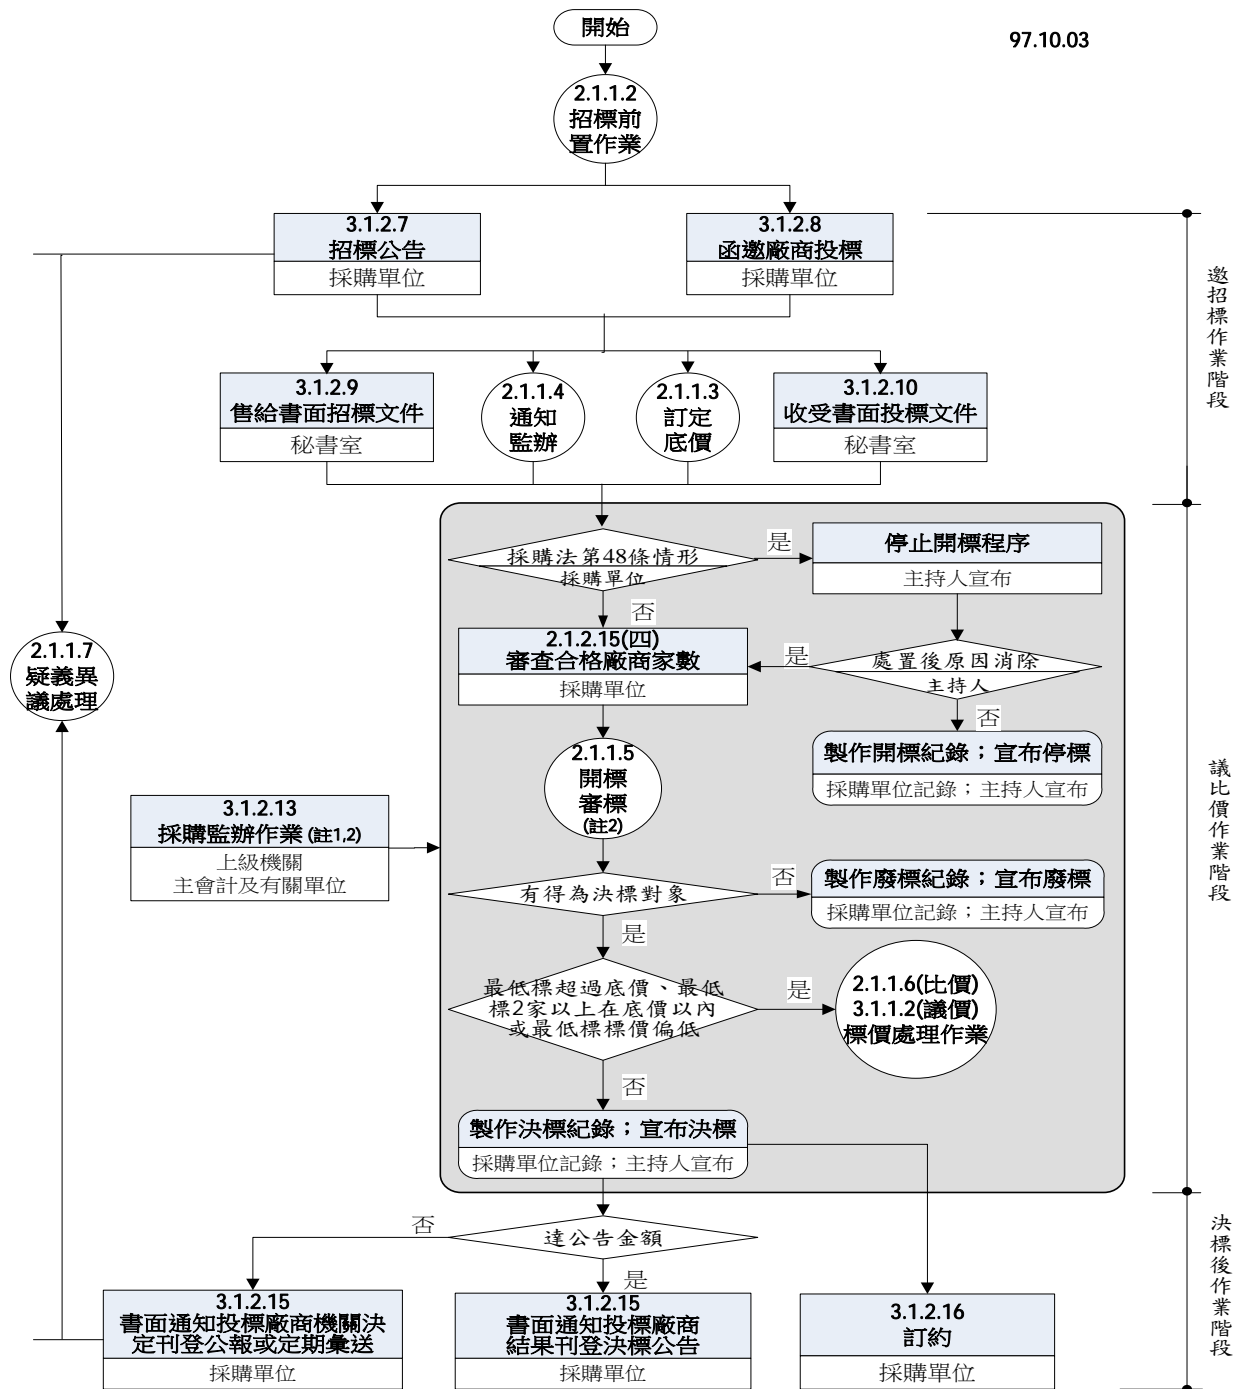 開始
97.10.03
2.1.1.2
招標前
置作業
3.1.2.7
招標公告
採購單位
3.1.2.8
函邀廠商投標
採購單位
邀招標作業階段
3.1.2.9
售給書面招標文件
秘書室
2.1.1.4
通知
監辦
2.1.1.3
訂定
底價
3.1.2.10
收受書面投標文件
秘書室
採購法第48條情形
採購單位
是
停止開標程序
主持人宣布
否
2.1.2.15(四)
審查合格廠商家數
採購單位
是
處置後原因消除
主持人
否
製作開標紀錄；宣布停標
採購單位記錄；主持人宣布
2.1.1.7
疑義異
議處理
2.1.1.5
開標
審標
(註2)
議比價作業階段
3.1.2.13
採購監辦作業 (註1,2)
上級機關
主會計及有關單位
有得為決標對象
否
製作廢標紀錄；宣布廢標
採購單位記錄；主持人宣布
是
最低標超過底價、最低
標2家以上在底價以內
或最低標標價偏低
是
2.1.1.6(比價)
3.1.1.2(議價)
標價處理作業
否
製作決標紀錄；宣布決標
採購單位記錄；主持人宣布
達公告金額
否
是
決標後作業階段
3.1.2.15
書面通知投標廠商機關決
定刊登公報或定期彙送
採購單位
3.1.2.15
書面通知投標廠商
結果刊登決標公告
採購單位
3.1.2.16
訂約
採購單位